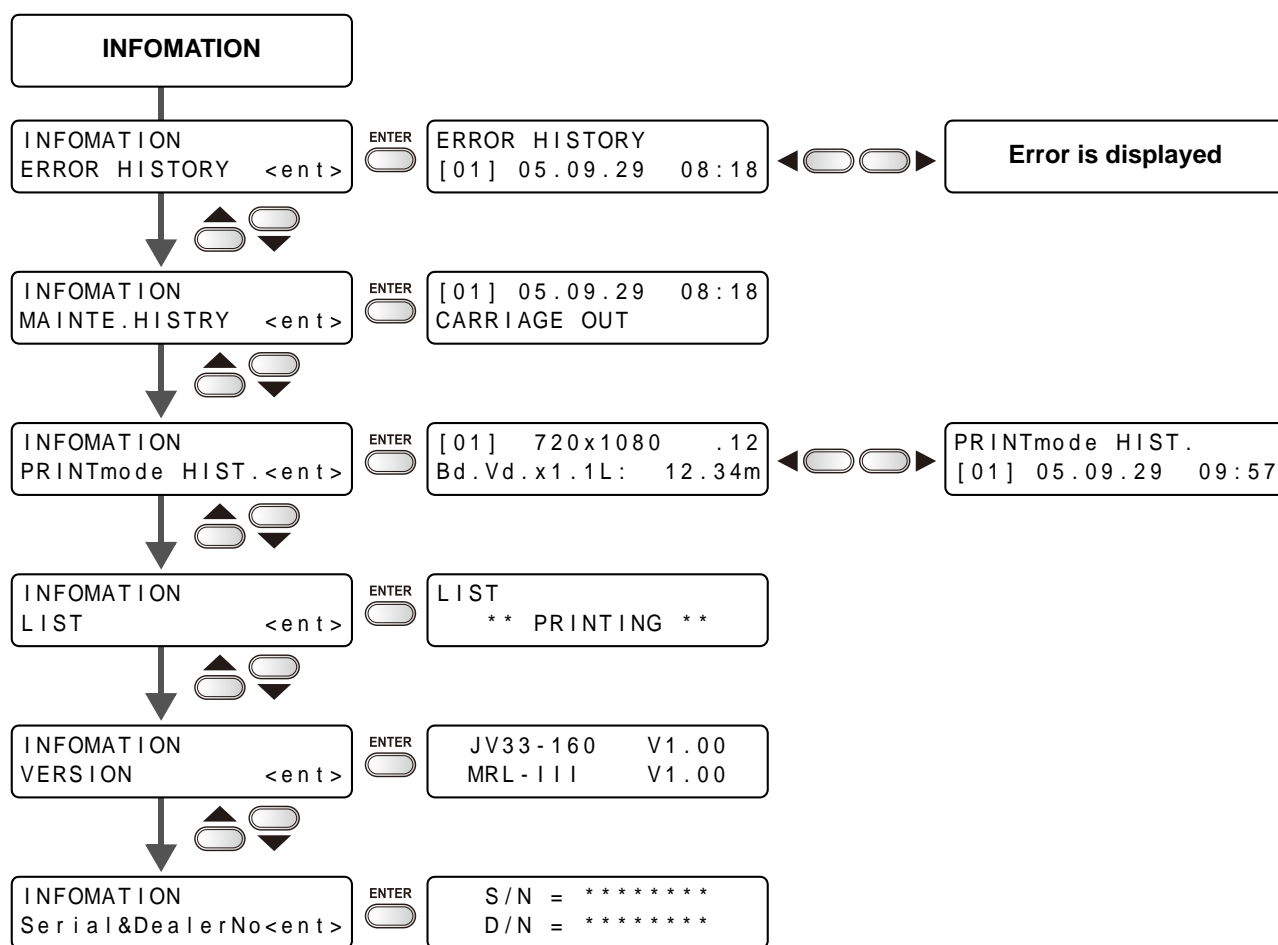 INFOMATION
INFOMATION
ERROR HISTORY <ent>
ENTER
ERROR HISTORY
[01] 05.09.29 08:18
Error is displayed
INFOMATION
MAINTE.HISTRY <ent>
ENTER
[01] 05.09.29 08:18
CARRIAGE OUT
INFOMATION
PRINTmode HIST.<ent>
ENTER
[01] 720x1080 .12
Bd.Vd.x1.1L: 12.34m
PRINTmode HIST.
[01] 05.09.29 09:57
INFOMATION
LIST <ent>
ENTER
LIST
** PRINTING **
INFOMATION
VERSION <ent>
ENTER
JV33-160 V1.00
MRL-III V1.00
INFOMATION
Serial&DealerNo<ent>
ENTER
S/N = ********
D/N = ********